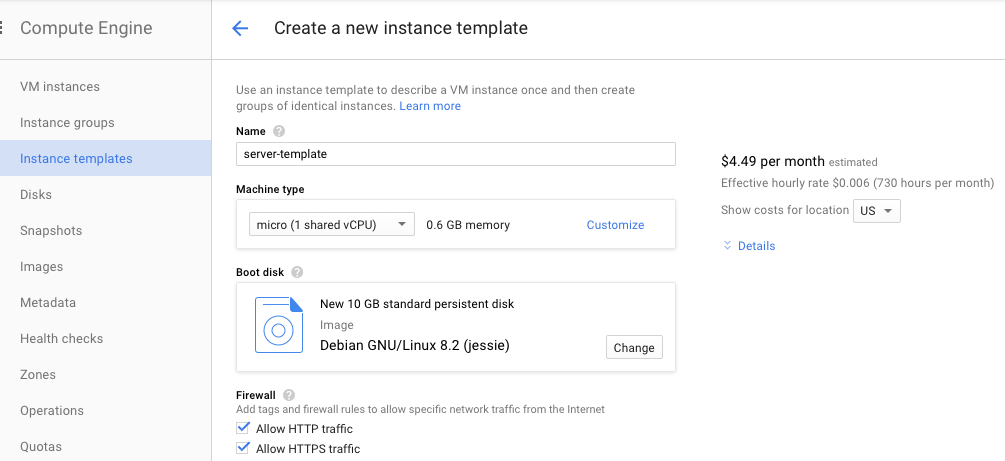 Compute Engine
Create a new instance template
VM instances
Instance groups
Instance templates
Disks
Snapshots
Images
Metadata
Health checks
Zones
Operations
Quotas
Use an instance template to describe a VM instance once and then create
groups of identical instances. Learn more
Name ?
server-template
Machine type
micro (1 shared vCPU) 0.6 GB memory Customize
Boot disk ?
New 10 GB standard persistent disk
Image
Debian GNU/Linux 8.2 (jessie)
Change
Firewall ?
Add tags and firewall rules to allow specific network traffic from the Internet
Allow HTTP traffic
Allow HTTPS traffic
$4.49 per month estimated
Effective hourly rate $0.006 (730 hours per month)
Show costs for location US
Details